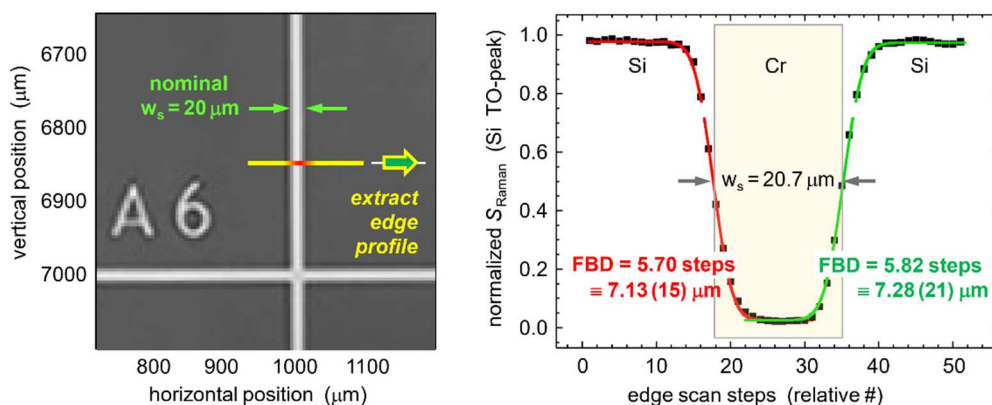 6700
6800
6900
7000
vertical position (μm)
nominal
wₛ = 20 μm
extract
edge
profile
A 6
800 900 1000 1100
horizontal position (μm)
1.0
0.8
0.6
0.4
0.2
0.0
normalized S_Raman (Si TO-peak)
Si Cr Si
wₛ = 20.7 μm
FBD = 5.70 steps
≡ 7.13 (15) μm
FBD = 5.82 steps
≡ 7.28 (21) μm
0 10 20 30 40 50
edge scan steps (relative #)